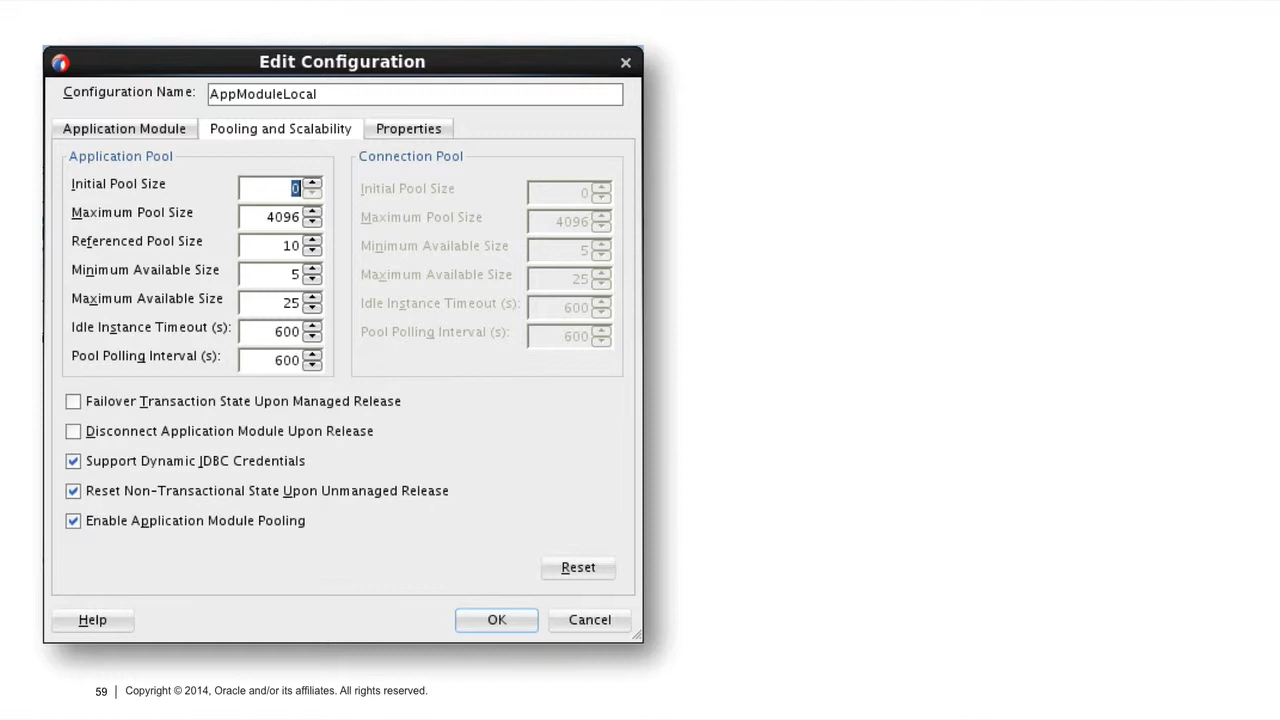 Edit Configuration
Configuration Name: AppModuleLocal
Application Module Pooling and Scalability Properties
Application Pool
Initial Pool Size 0
Maximum Pool Size 4096
Referenced Pool Size 10
Minimum Available Size 5
Maximum Available Size 25
Idle Instance Timeout (s): 600
Pool Polling Interval (s): 600
Connection Pool
Initial Pool Size 0
Maximum Pool Size 4096
Minimum Available Size 5
Maximum Available Size 25
Idle Instance Timeout (s): 600
Pool Polling Interval (s): 600
Failover Transaction State Upon Managed Release
Disconnect Application Module Upon Release
Support Dynamic JDBC Credentials
Reset Non-Transactional State Upon Unmanaged Release
Enable Application Module Pooling
Reset
Help OK Cancel
59 | Copyright © 2014, Oracle and/or its affiliates. All rights reserved.